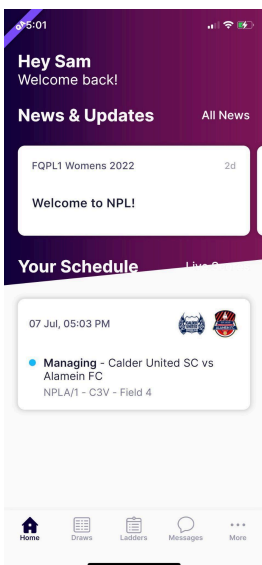 5:01
Hey Sam
Welcome back!
News & Updates
All News
FQPL1 Womens 2022
2d
Welcome to NPL!
Your Schedule
07 Jul, 05:03 PM
Managing - Calder United SC vs
Alamein FC
NPLA/1 - C3V - Field 4
Home
Draws
Ladders
Messages
More